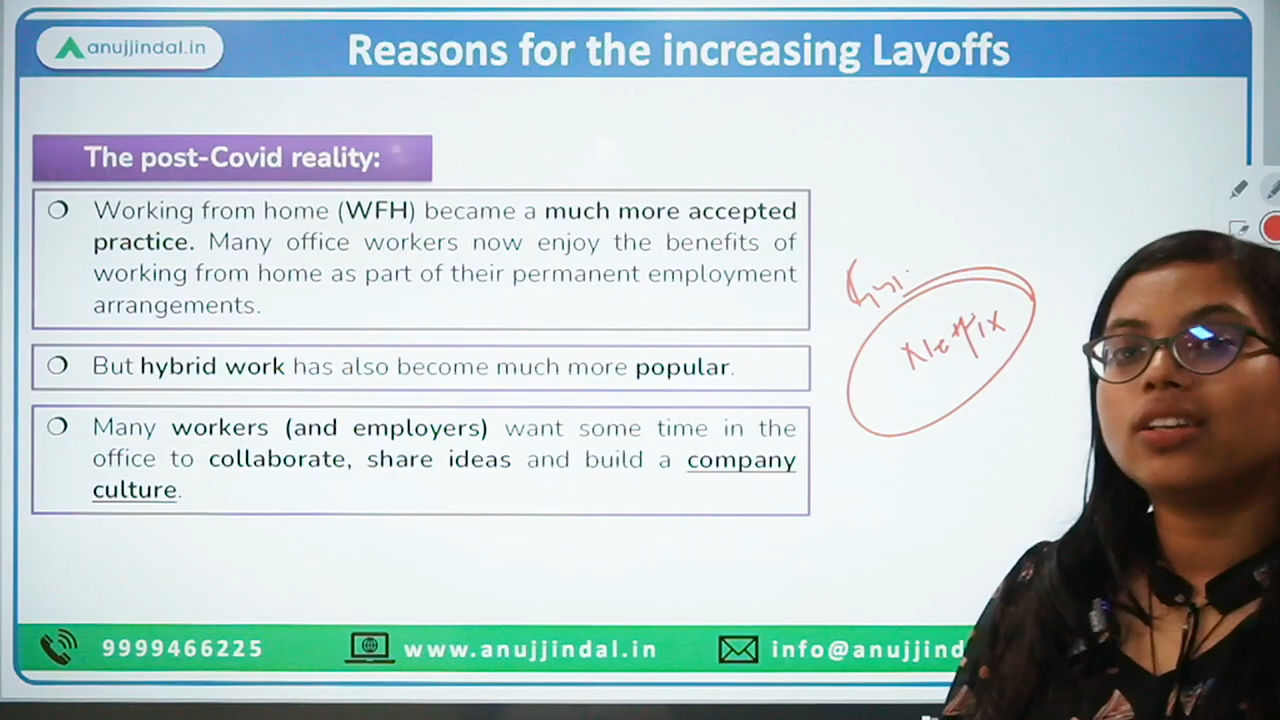 anujjindal.in
Reasons for the increasing Layoffs
The post-Covid reality:
Working from home (WFH) became a much more accepted
practice. Many office workers now enjoy the benefits of
working from home as part of their permanent employment
arrangements.
But hybrid work has also become much more popular.
Many workers (and employers) want some time in the
office to collaborate, share ideas and build a company
culture.
Netflix
9999466225
www.anujjindal.in
info@anujjind